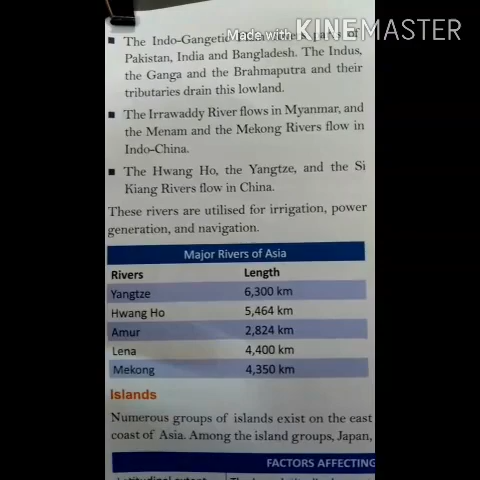 Made with KINEMASTER
■ The Indo-Gangetic of
Pakistan, India and Bangladesh. The Indus,
the Ganga and the Brahmaputra and their
tributaries drain this lowland.
■ The Irrawaddy River flows in Myanmar, and
the Menam and the Mekong Rivers flow in
Indo-China.
■ The Hwang Ho, the Yangtze, and the Si
Kiang Rivers flow in China.
These rivers are utilised for irrigation, power
generation, and navigation.
Major Rivers of Asia
Rivers Length
Yangtze 6,300 km
Hwang Ho 5,464 km
Amur 2,824 km
Lena 4,400 km
Mekong 4,350 km
Islands
Numerous groups of islands exist on the east
coast of Asia. Among the island groups, Japan,
FACTORS AFFECTING